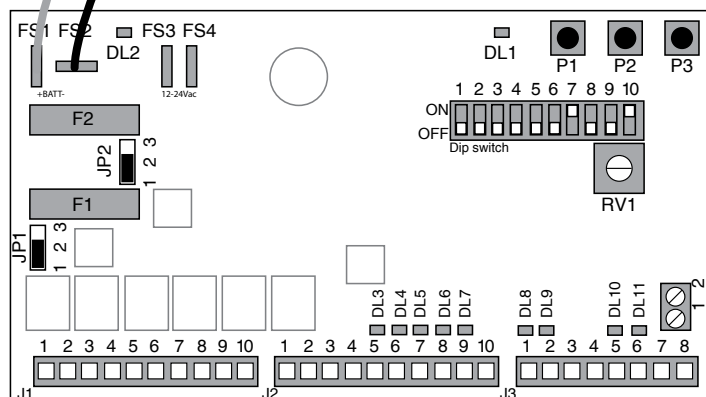 FS1 FS2 FS3 FS4
DL2 DL1
P1 P2 P3
+BATT- 12-24Vac
1 2 3 4 5 6 7 8 9 10
ON
OFF
Dip switch
F2
JP2
1 2 3
RV1
F1
JP1
1 2 3
DL3 DL4 DL5 DL6 DL7 DL8 DL9 DL10 DL11
1 2
1 2 3 4 5 6 7 8 9 10
1 2 3 4 5 6 7 8 9 10
1 2 3 4 5 6 7 8
J1 J2 J3